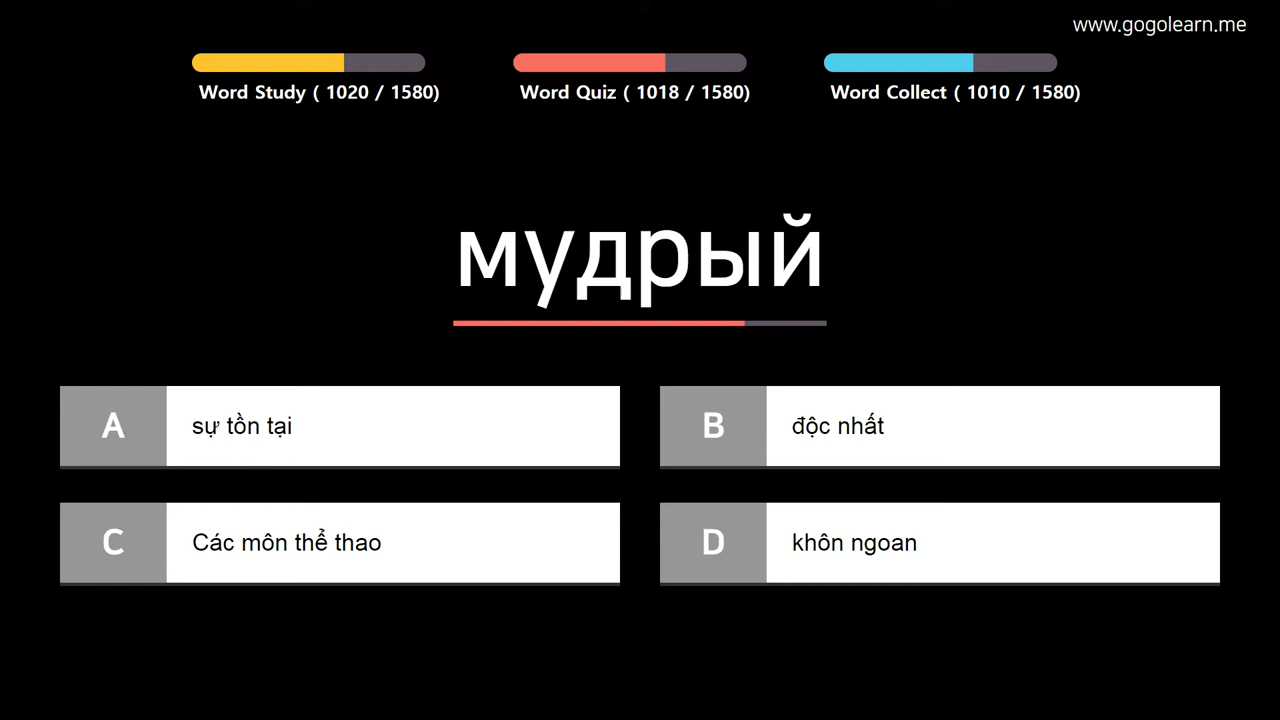 www.gogolearn.me
Word Study ( 1020 / 1580)
Word Quiz ( 1018 / 1580)
Word Collect ( 1010 / 1580)
мудрый
A
sự tồn tại
B
độc nhất
C
Các môn thể thao
D
khôn ngoan